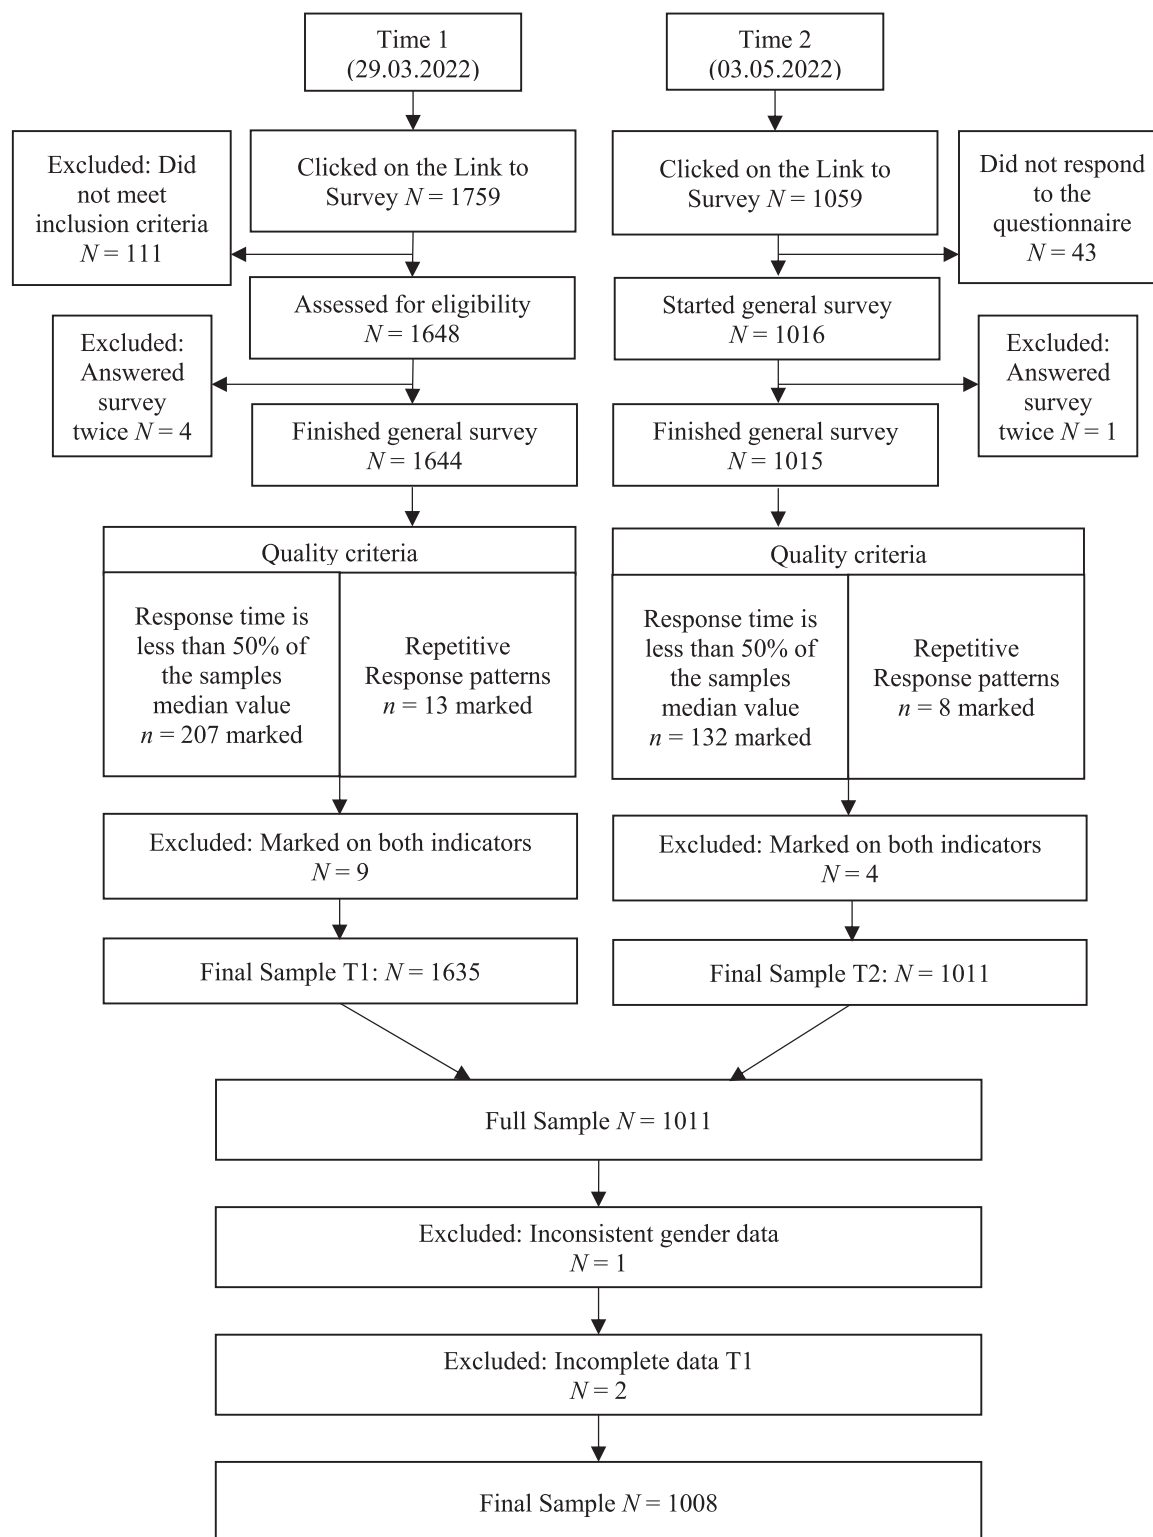 Time 1
(29.03.2022)
Time 2
(03.05.2022)
Excluded: Did
not meet
inclusion criteria
N = 111
Clicked on the Link to
Survey N = 1759
Clicked on the Link to
Survey N = 1059
Did not respond
to the
questionnaire
N = 43
Assessed for eligibility
N = 1648
Started general survey
N = 1016
Excluded:
Answered
survey
twice N = 4
Excluded:
Answered
survey
twice N = 1
Finished general survey
N = 1644
Finished general survey
N = 1015
Quality criteria
Response time is
less than 50% of
the samples
median value
n = 207 marked
Repetitive
Response patterns
n = 13 marked
Quality criteria
Response time is
less than 50% of
the samples
median value
n = 132 marked
Repetitive
Response patterns
n = 8 marked
Excluded: Marked on both indicators
N = 9
Excluded: Marked on both indicators
N = 4
Final Sample T1: N = 1635
Final Sample T2: N = 1011
Full Sample N = 1011
Excluded: Inconsistent gender data
N = 1
Excluded: Incomplete data T1
N = 2
Final Sample N = 1008